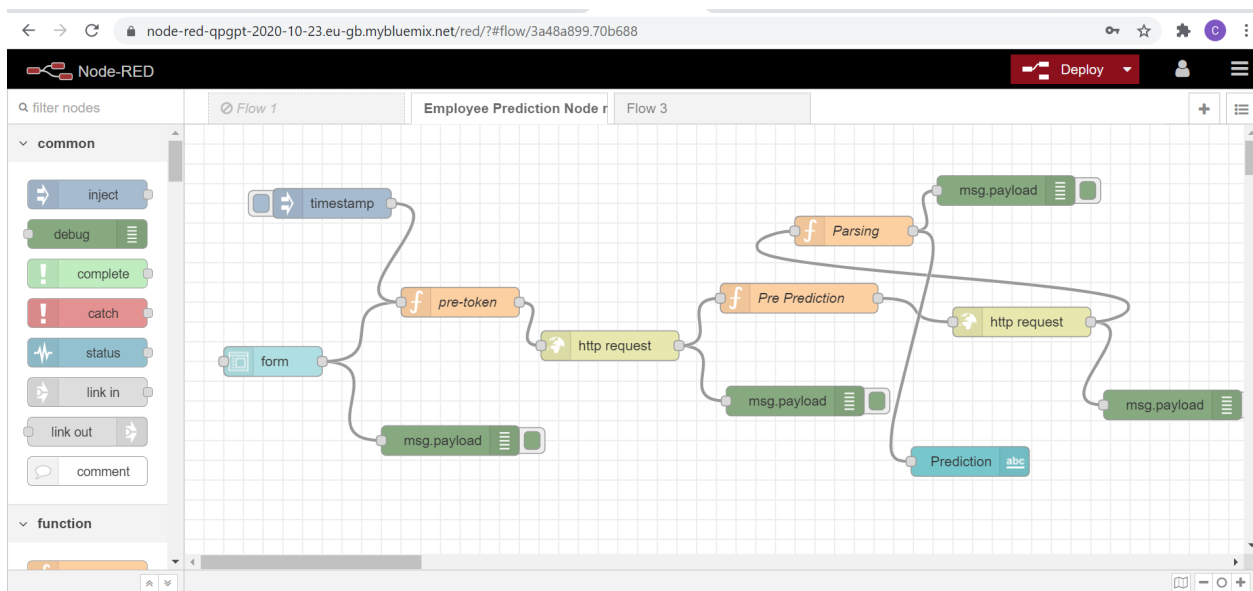 node-red-qpgpt-2020-10-23.eu-gb.mybluemix.net/red/?#flow/3a48a899.70b688
C
Node-RED
Deploy
filter nodes
Flow 1
Employee Prediction Node r
Flow 3
common
inject
debug
complete
catch
status
link in
link out
comment
function
timestamp
msg.payload
Parsing
pre-token
Pre Prediction
http request
http request
form
msg.payload
msg.payload
msg.payload
Prediction
abc